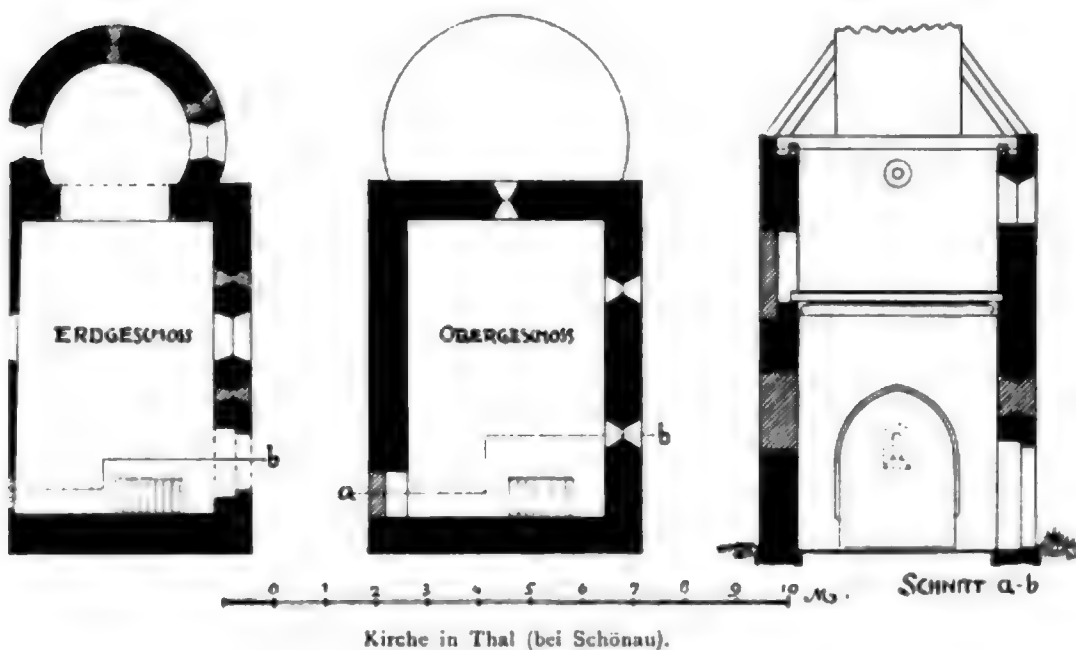 ERDGESCHOSS
OBERGESCHOSS
b
a
b
0 1 2 3 4 5 6 7 8 9 10 M.
SCHNITT a-b
Kirche in Thal (bei Schönau).